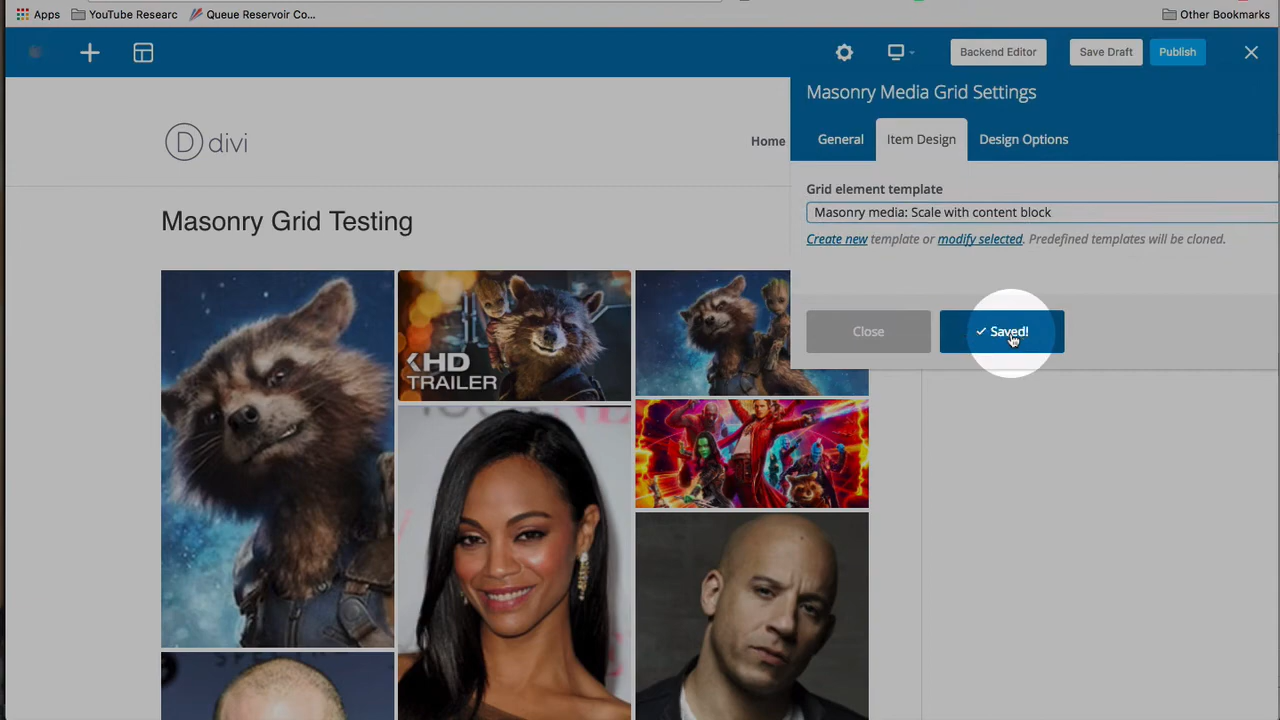 Apps
YouTube Researc
Queue Reservoir Co...
Other Bookmarks
Backend Editor
Save Draft
Publish
Masonry Media Grid Settings
General
Item Design
Design Options
D divi
Home
Grid element template
Masonry media: Scale with content block
Create new template or modify selected. Predefined templates will be cloned.
Masonry Grid Testing
Close
✓ Saved!
KHD
TRAILER